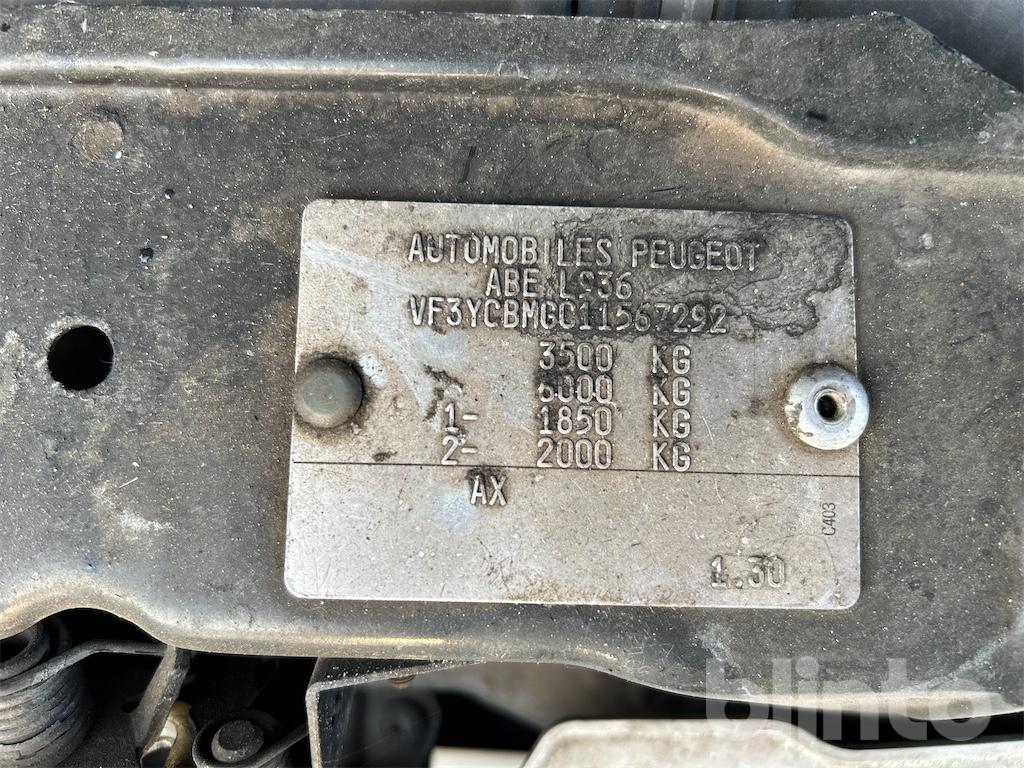 AUTOMOBILES PEUGEOT
ABE L936
VF3YCBMGC11567292
3500 KG
6000 KG
1- 1850 KG
2- 2000 KG
AX
C403
1.30
blinto